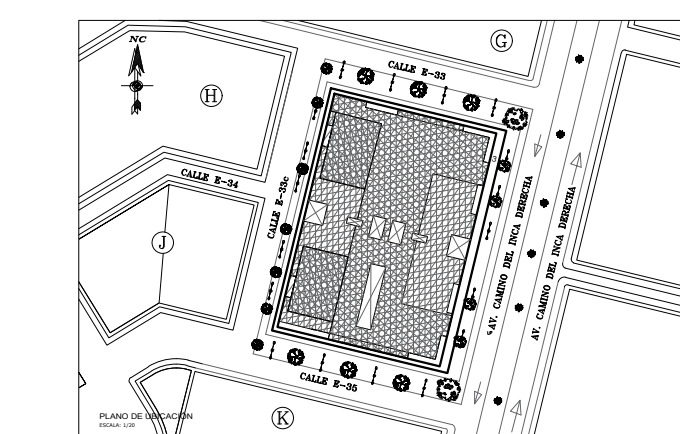 G
NC
CALLE E-33
H
CALLE E-34
CALLE E-33c
AV. CAMINO DEL INCA DERECHA
AV. CAMINO DEL INCA DERECHA
J
CALLE E-35
PLANO DE UBICACIÓN
ESCALA: 1/20
K